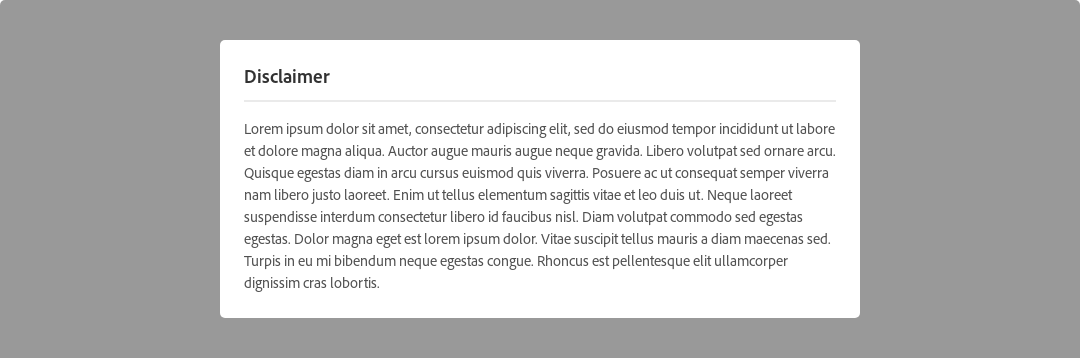 Disclaimer
Lorem ipsum dolor sit amet, consectetur adipiscing elit, sed do eiusmod tempor incididunt ut labore
et dolore magna aliqua. Auctor augue mauris augue neque gravida. Libero volutpat sed ornare arcu.
Quisque egestas diam in arcu cursus euismod quis viverra. Posuere ac ut consequat semper viverra
nam libero justo laoreet. Enim ut tellus elementum sagittis vitae et leo duis ut. Neque laoreet
suspendisse interdum consectetur libero id faucibus nisl. Diam volutpat commodo sed egestas
egestas. Dolor magna eget est lorem ipsum dolor. Vitae suscipit tellus mauris a diam maecenas sed.
Turpis in eu mi bibendum neque egestas congue. Rhoncus est pellentesque elit ullamcorper
dignissim cras lobortis.